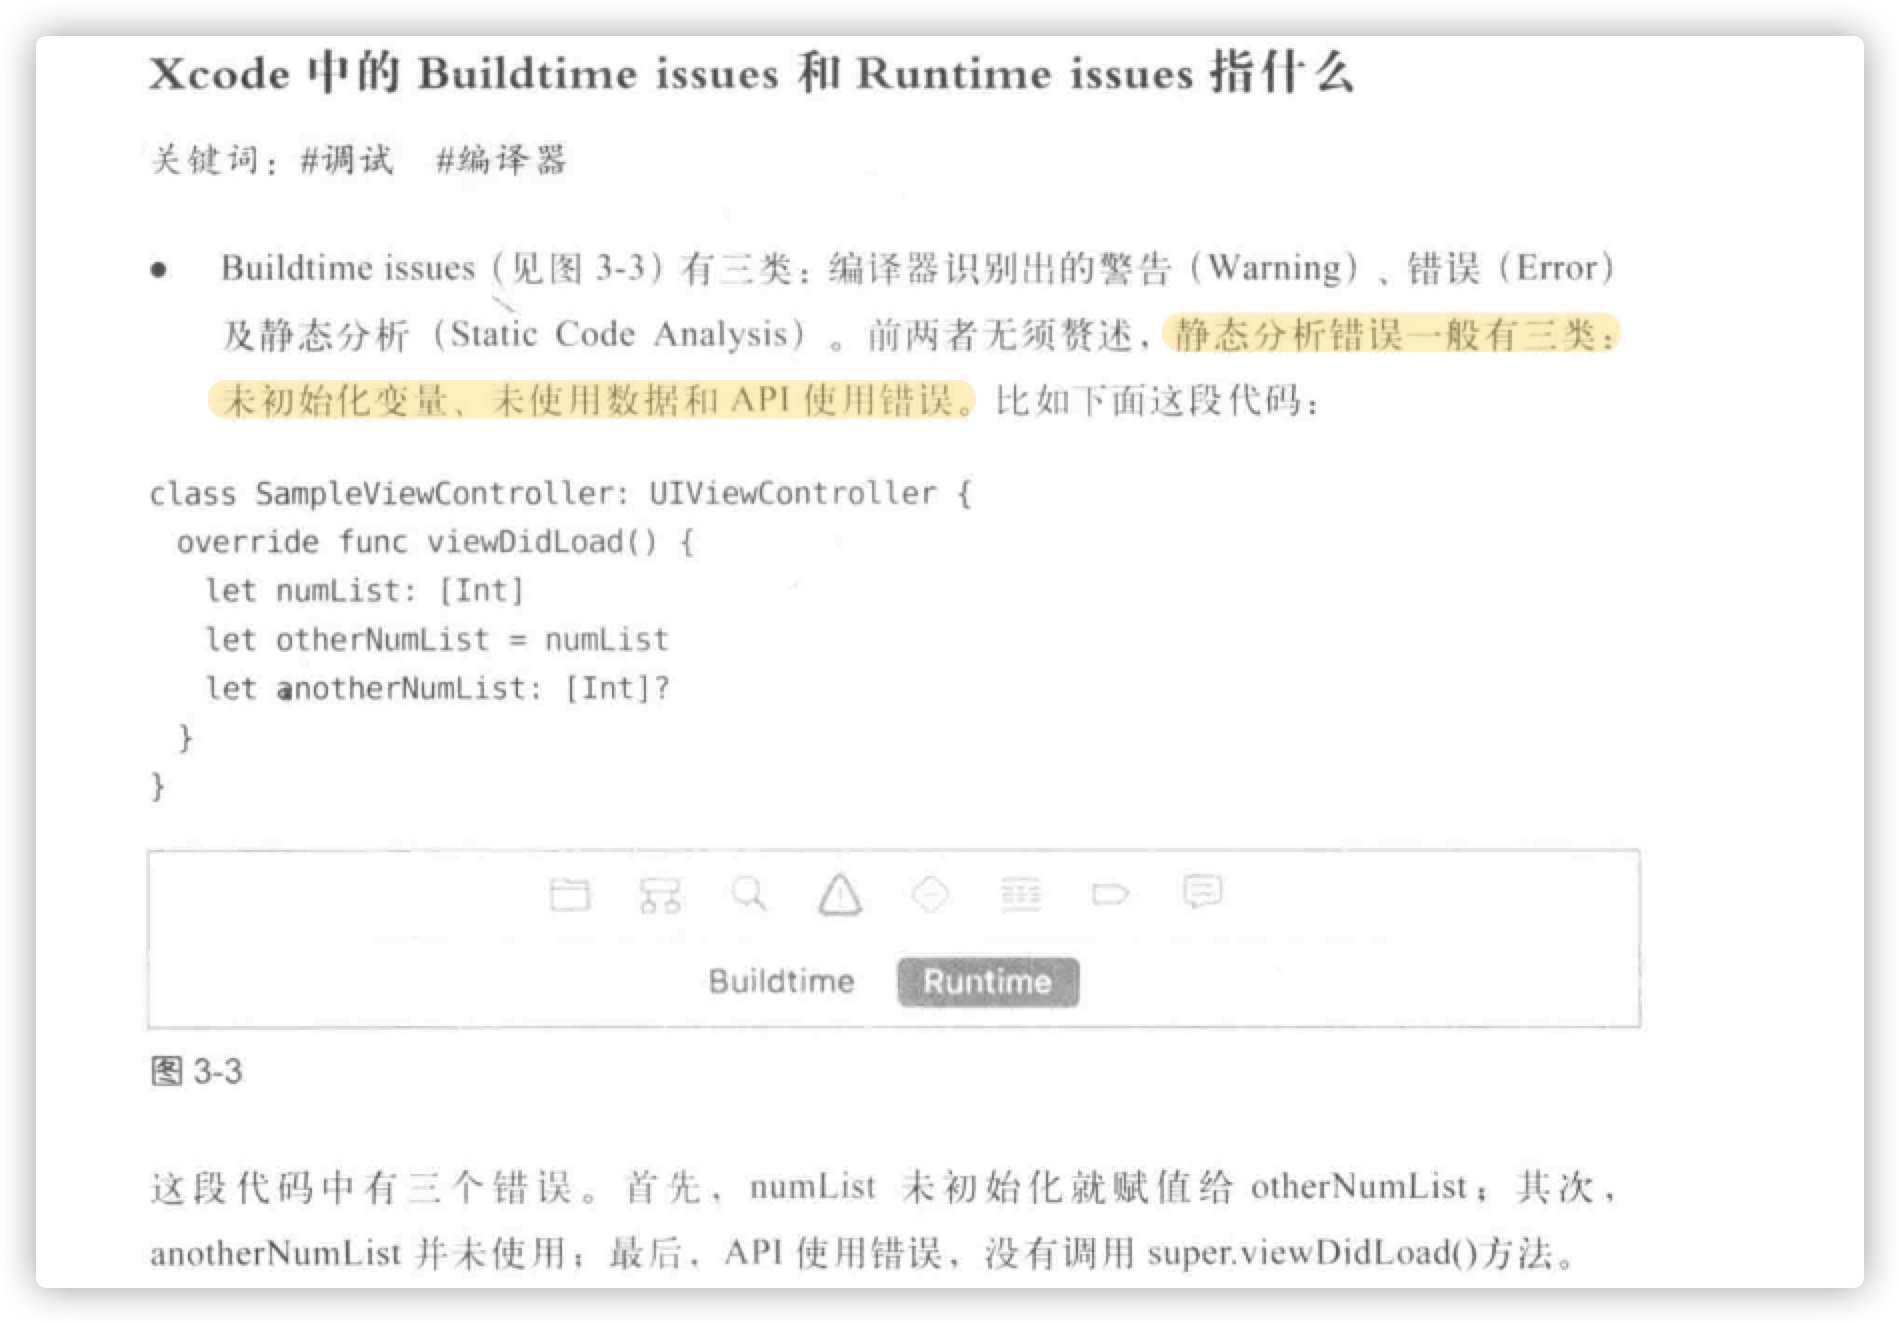 Xcode 中的 Buildtime issues 和 Runtime issues 指什么
关键词：#调试 #编译器
● Buildtime issues（见图 3-3）有三类：编译器识别出的警告（Warning）、错误（Error）
及静态分析（Static Code Analysis）。前两者无须赘述，静态分析错误一般有三类：
未初始化变量、未使用数据和 API 使用错误。比如下面这段代码：
class SampleViewController: UIViewController {
  override func viewDidLoad() {
    let numList: [Int]
    let otherNumList = numList
    let anotherNumList: [Int]?
  }
}
Buildtime Runtime
图 3-3
这段代码中有三个错误。首先，numList 未初始化就赋值给 otherNumList；其次，
anotherNumList 并未使用；最后，API 使用错误，没有调用 super.viewDidLoad()方法。